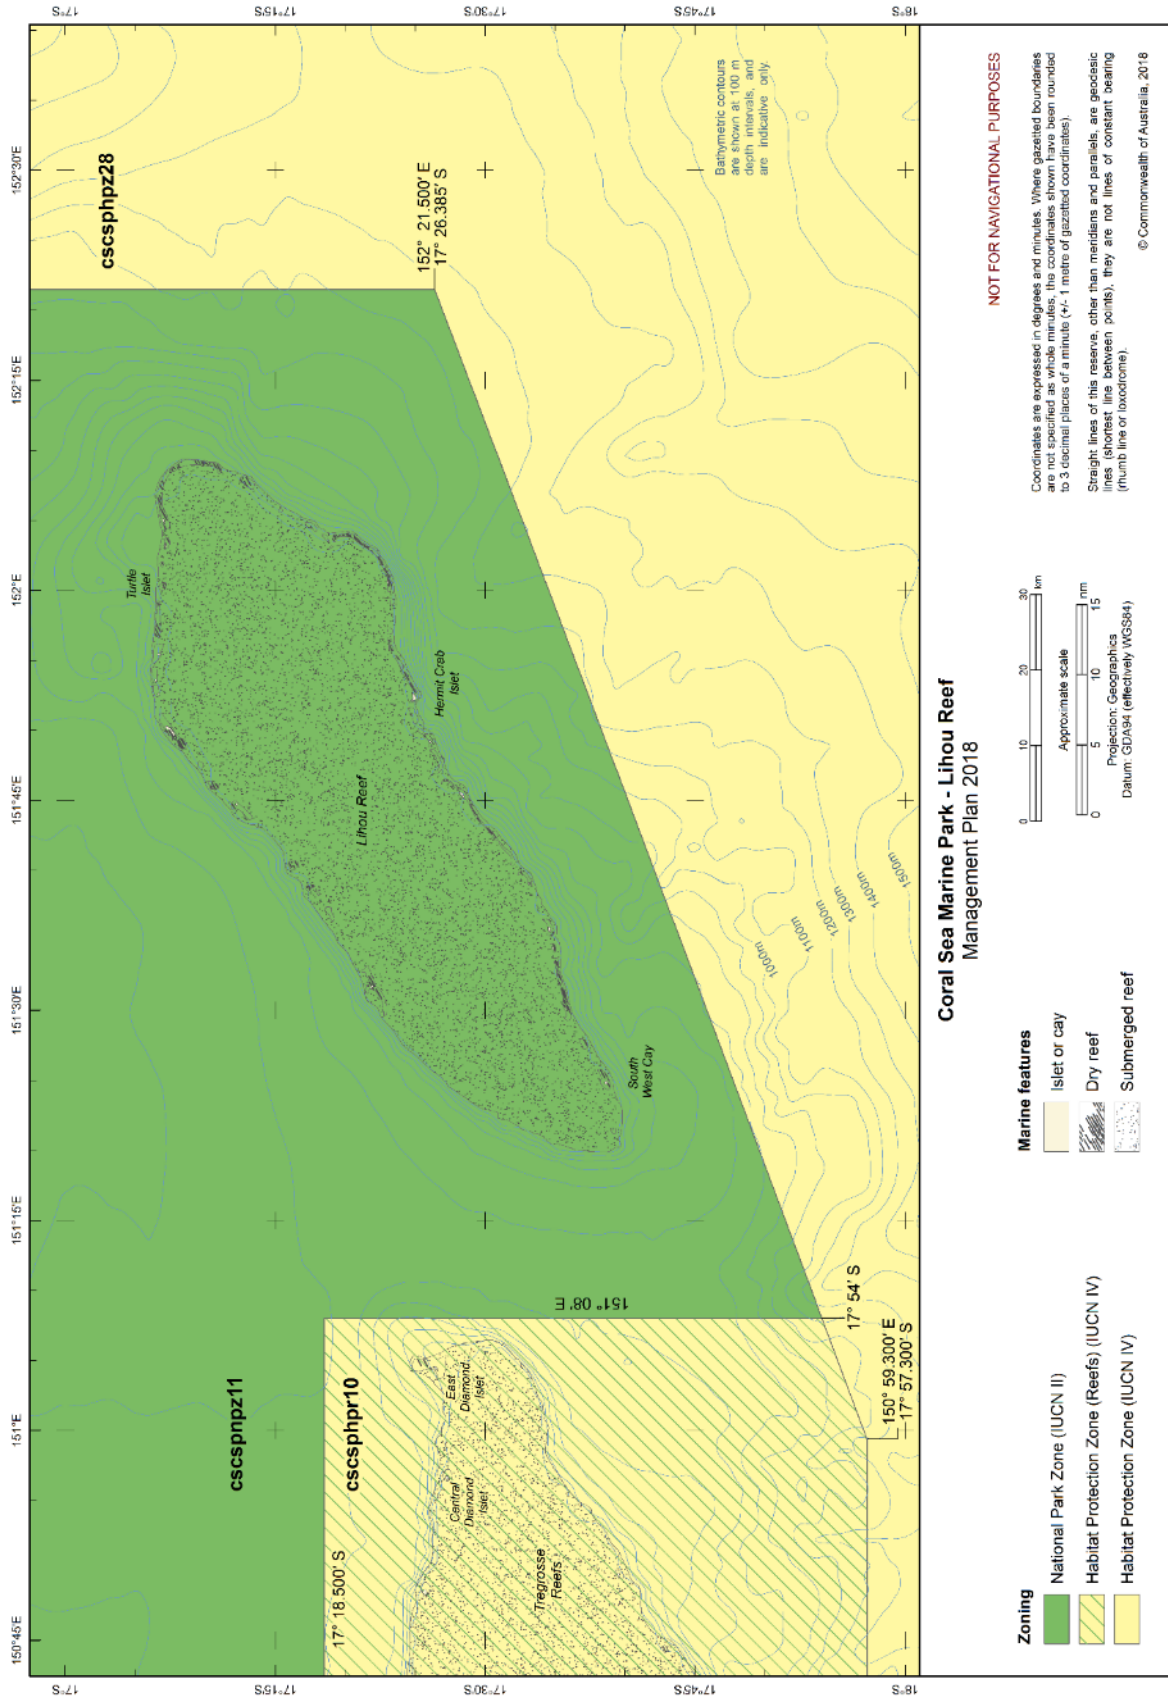 150°45'E
151°E
151°15'E
151°30'E
151°45'E
152°E
152°15'E
152°30'E
17°S
17°S
17°15'S
17°15'S
17°30'S
17°30'S
17°45'S
17°45'S
18°S
18°S
cscspnpz11
cscsphpz28
Turtle
Islet
17° 18.500' S
cscsphpr10
Lihou Reef
East
Diamond
Islet
Central
Diamond
Islet
Hermit Crab
Islet
152° 21.500' E
17° 26.385' S
Tregrosse
Reefs
151° 08' E
South
West Cay
17° 54' S
150° 59.300' E
17° 57.300' S
1000m
1100m
1200m
1300m
1400m
1500m
Bathymetric contours
are shown at 100 m
depth intervals, and
are indicative only.
Coral Sea Marine Park - Lihou Reef
Management Plan 2018
Zoning
National Park Zone (IUCN II)
Habitat Protection Zone (Reefs) (IUCN IV)
Habitat Protection Zone (IUCN IV)
Marine features
Islet or cay
Dry reef
Submerged reef
0 10 20 30
km
Approximate scale
nm
0 5 10 15
Projection: Geographics
Datum: GDA94 (effectively WGS84)
NOT FOR NAVIGATIONAL PURPOSES
Coordinates are expressed in degrees and minutes. Where gazetted boundaries
are not specified as whole minutes, the coordinates shown have been rounded
to 3 decimal places of a minute (+/- 1 metre of gazetted coordinates).
Straight lines of this reserve, other than meridians and parallels, are geodesic
lines (shortest line between points), they are not lines of constant bearing
(rhumb line or loxodrome).
© Commonwealth of Australia, 2018